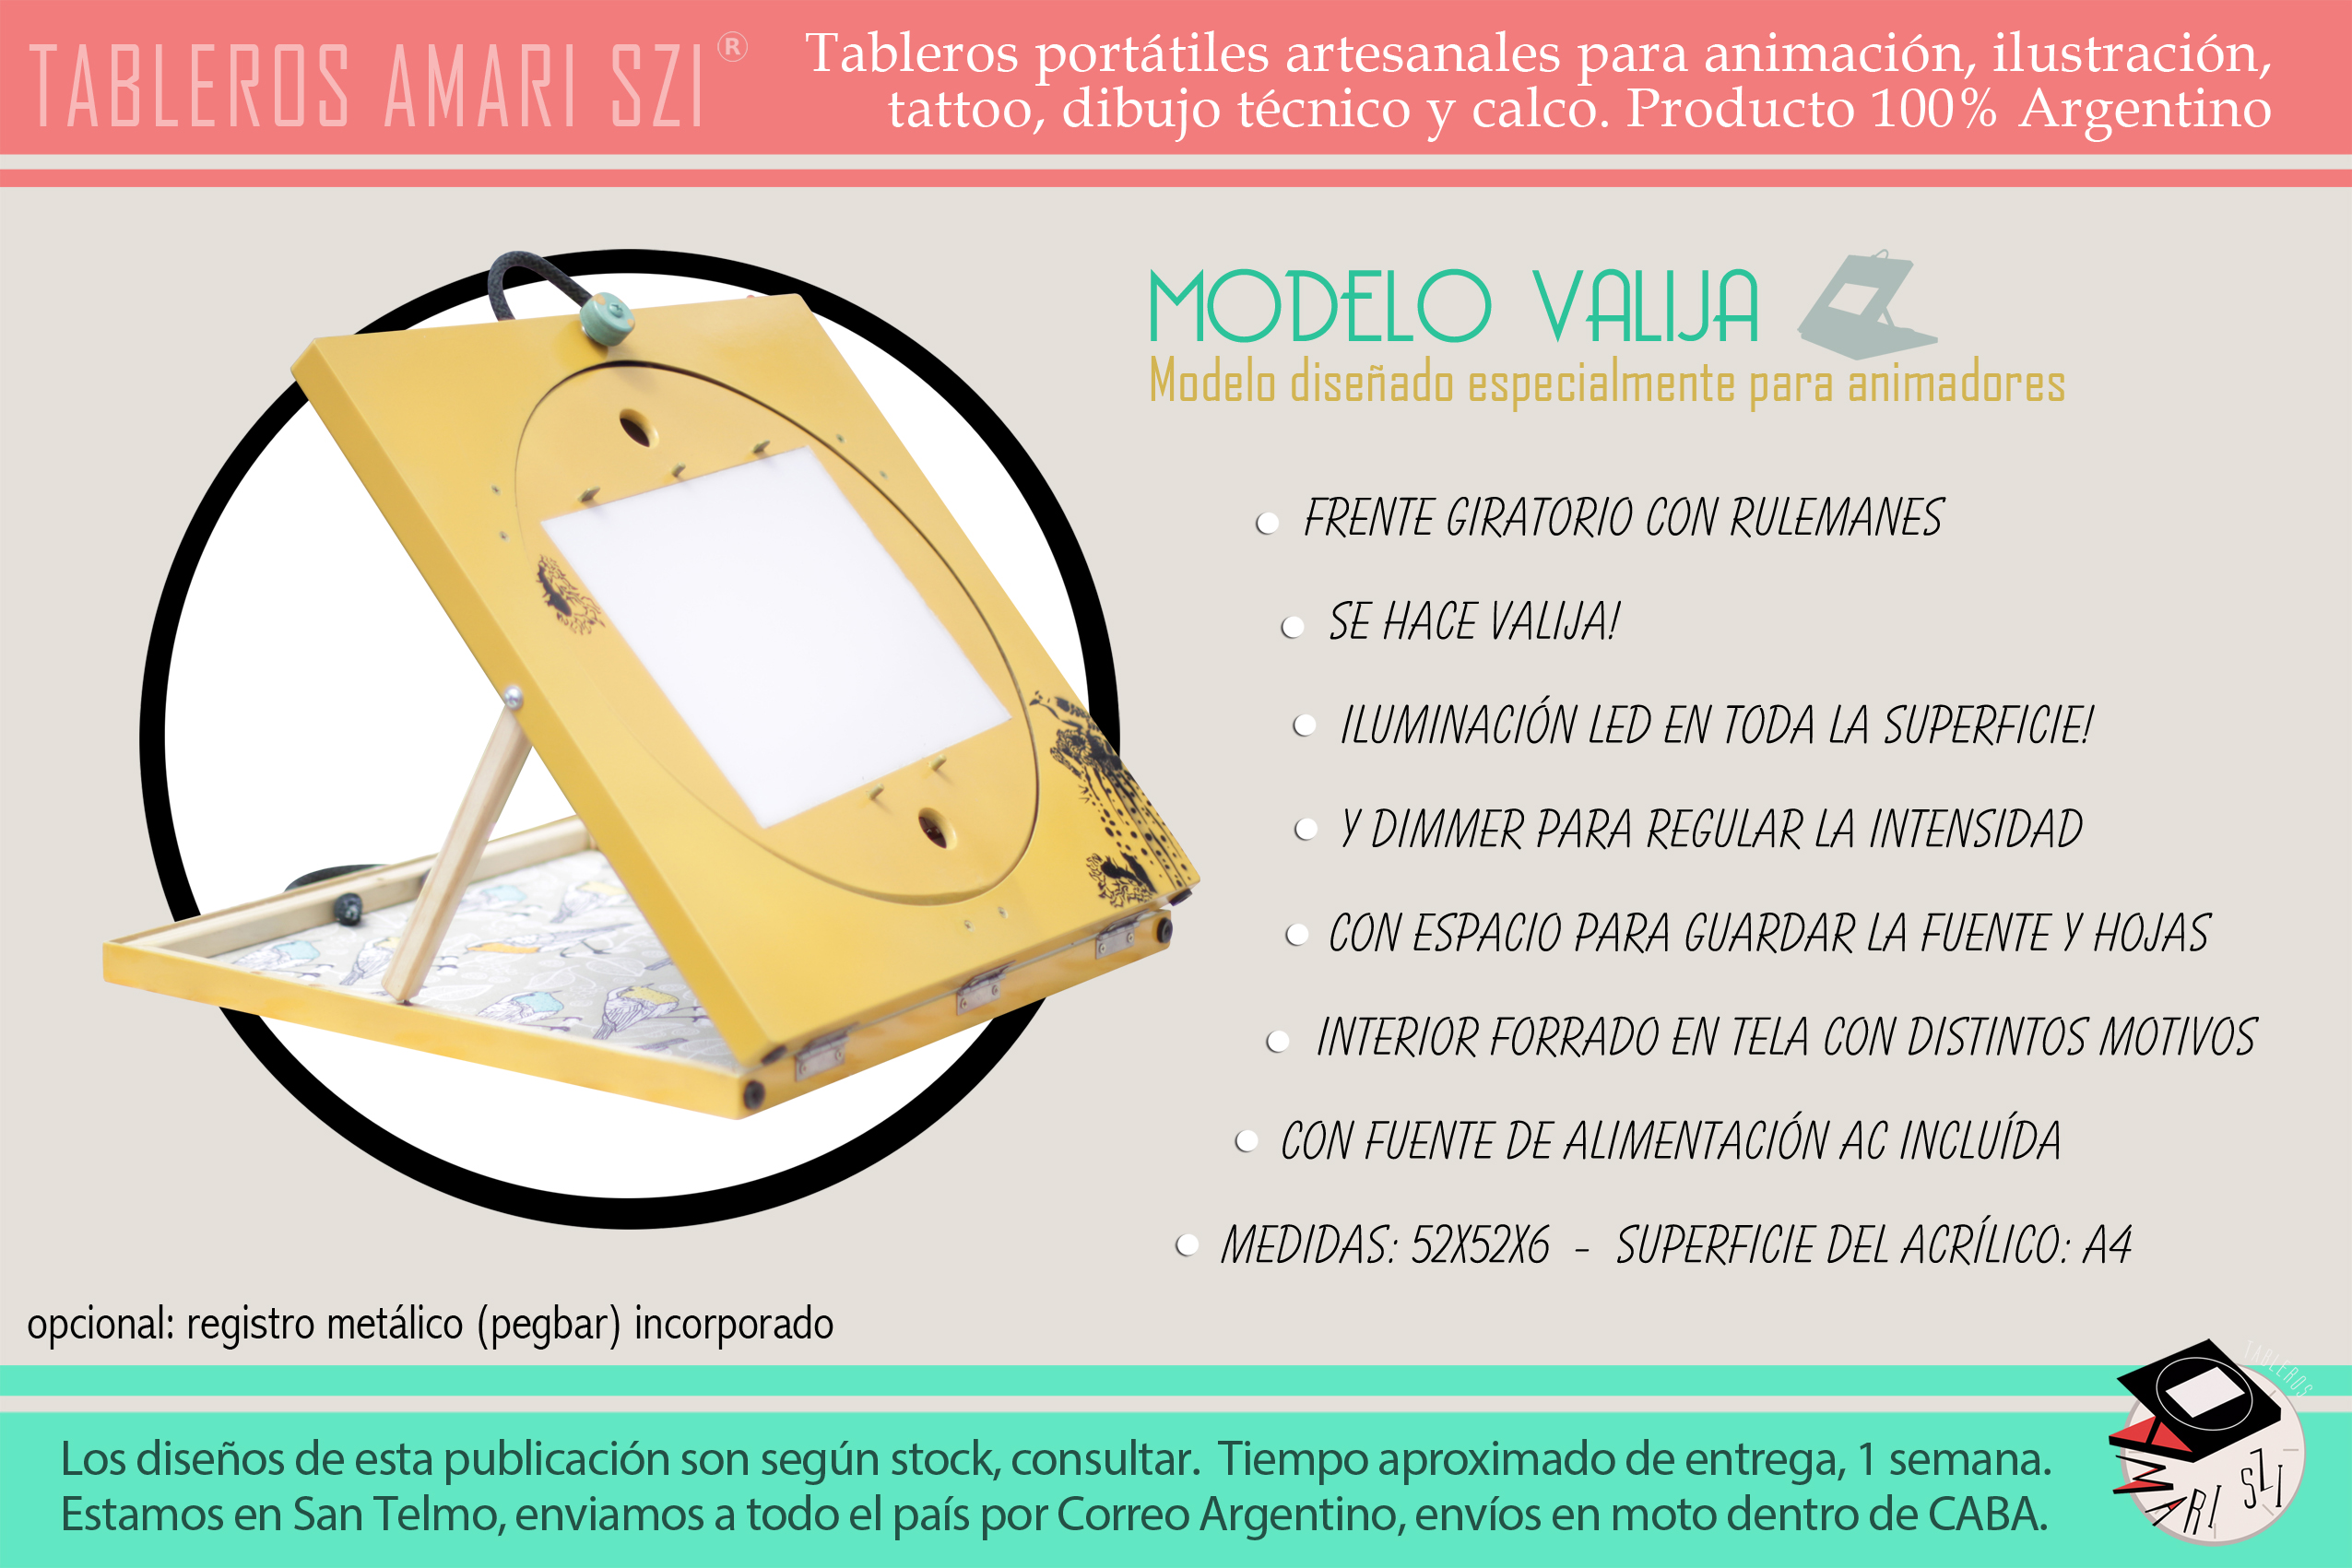 TABLEROS AMARI SZI®
Tableros portátiles artesanales para animación, ilustración,
tattoo, dibujo técnico y calco. Producto 100% Argentino
MODELO VALIJA
Modelo diseñado especialmente para animadores
FRENTE GIRATORIO CON RULEMANES
SE HACE VALIJA!
ILUMINACIÓN LED EN TODA LA SUPERFICIE!
Y DIMMER PARA REGULAR LA INTENSIDAD
CON ESPACIO PARA GUARDAR LA FUENTE Y HOJAS
INTERIOR FORRADO EN TELA CON DISTINTOS MOTIVOS
CON FUENTE DE ALIMENTACIÓN AC INCLUÍDA
MEDIDAS: 52X52X6 - SUPERFICIE DEL ACRÍLICO: A4
opcional: registro metálico (pegbar) incorporado
Los diseños de esta publicación son según stock, consultar. Tiempo aproximado de entrega, 1 semana.
Estamos en San Telmo, enviamos a todo el país por Correo Argentino, envíos en moto dentro de CABA.
TABLEROS
AMARI SZI